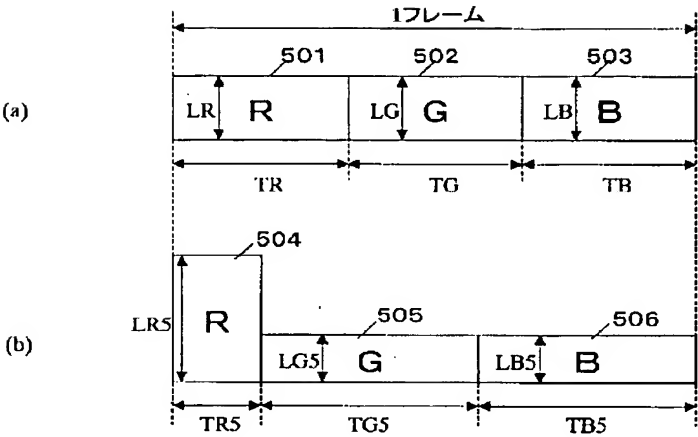 1フレーム
501 502 503
(a) LR R LG G LB B
TR TG TB
504
LR5 R
505 506
(b) LG5 G LB5 B
TR5 TG5 TB5